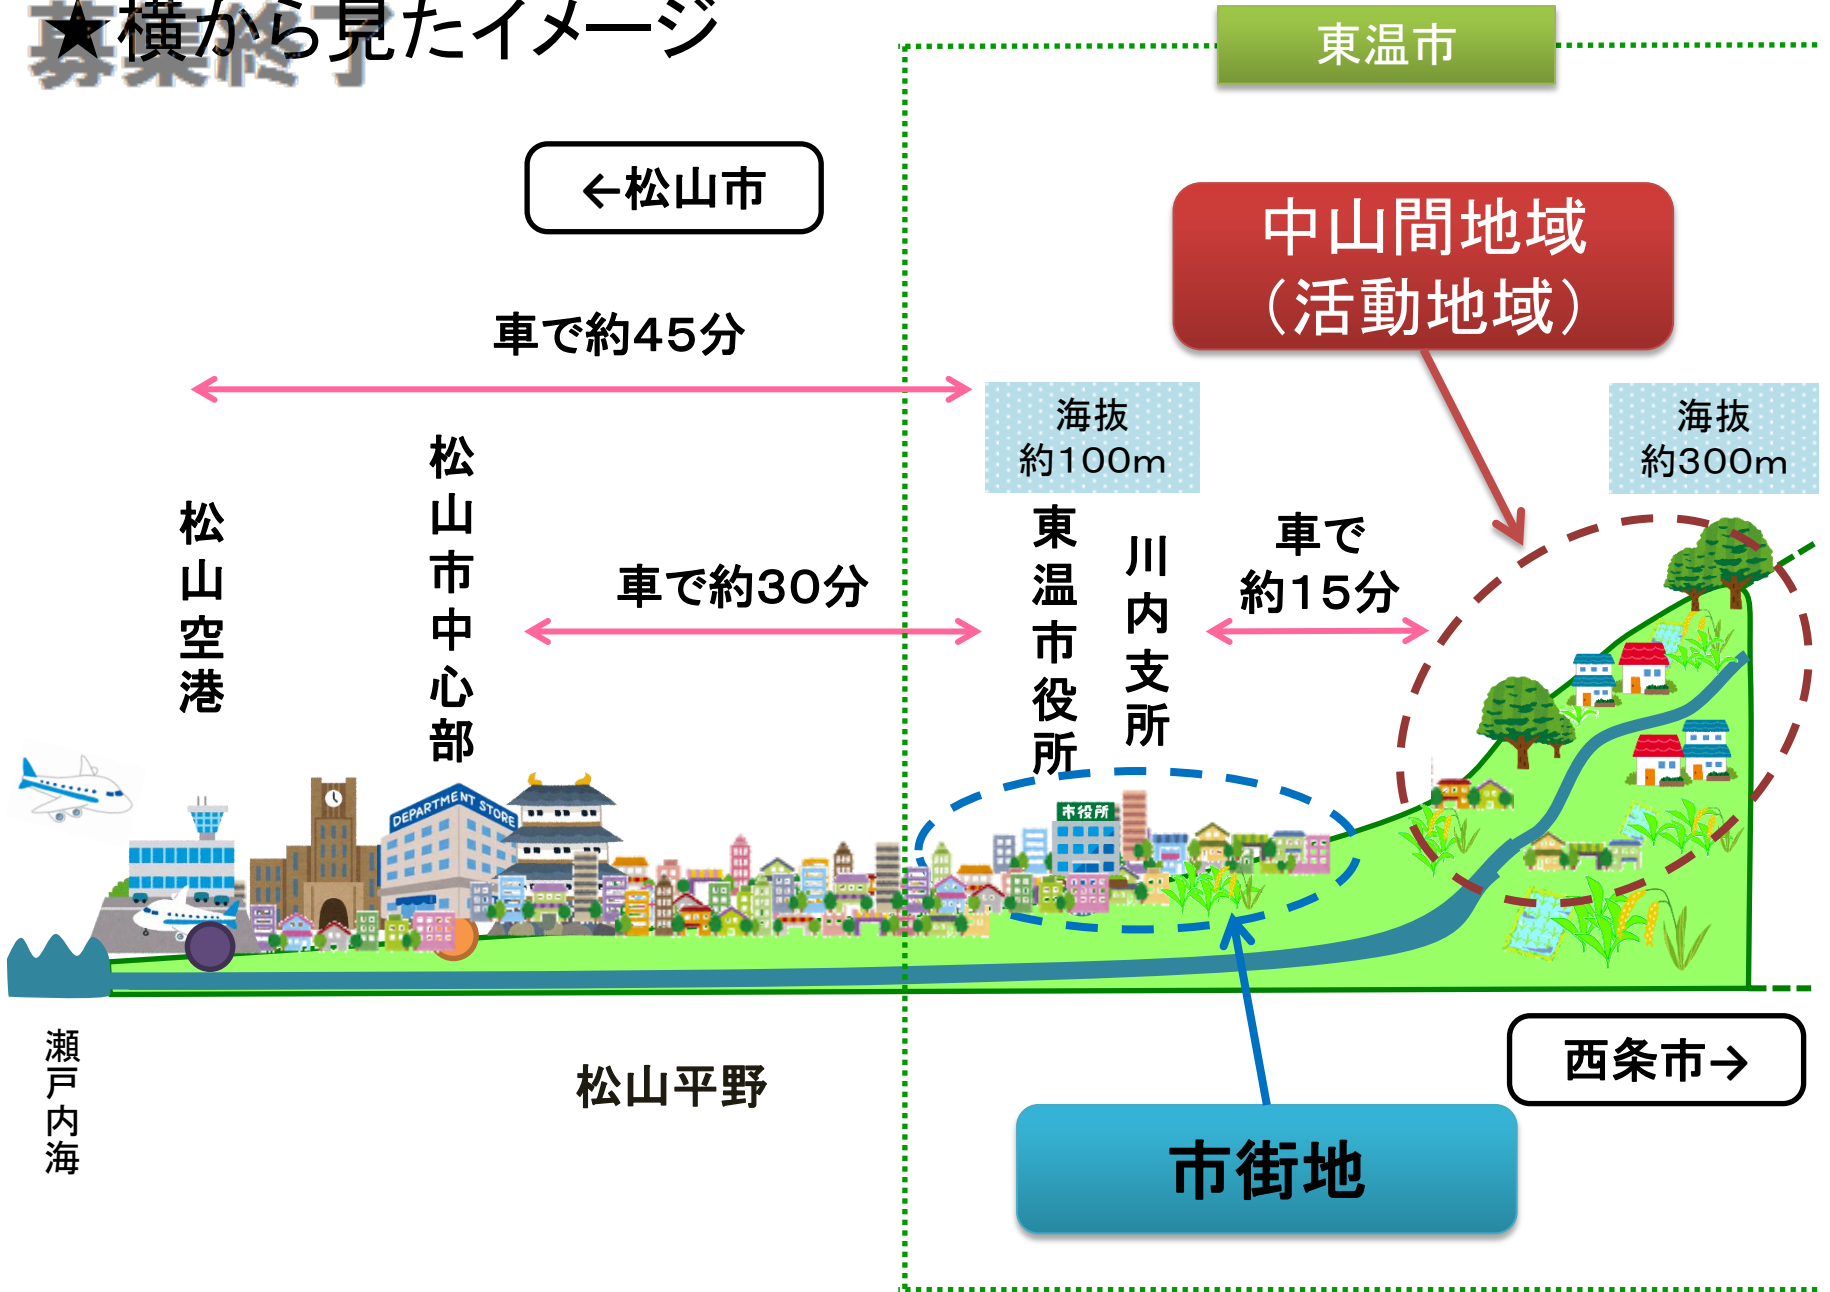 ★横から見たイメージ
募集終了
東温市
←松山市
中山間地域
（活動地域）
車で約45分
海抜
約100m
海抜
約300m
松山空港
松山市中心部
車で約30分
東温市役所
川内支所
車で
約15分
DEPARTMENT STORE
市役所
瀬戸内海
松山平野
西条市→
市街地